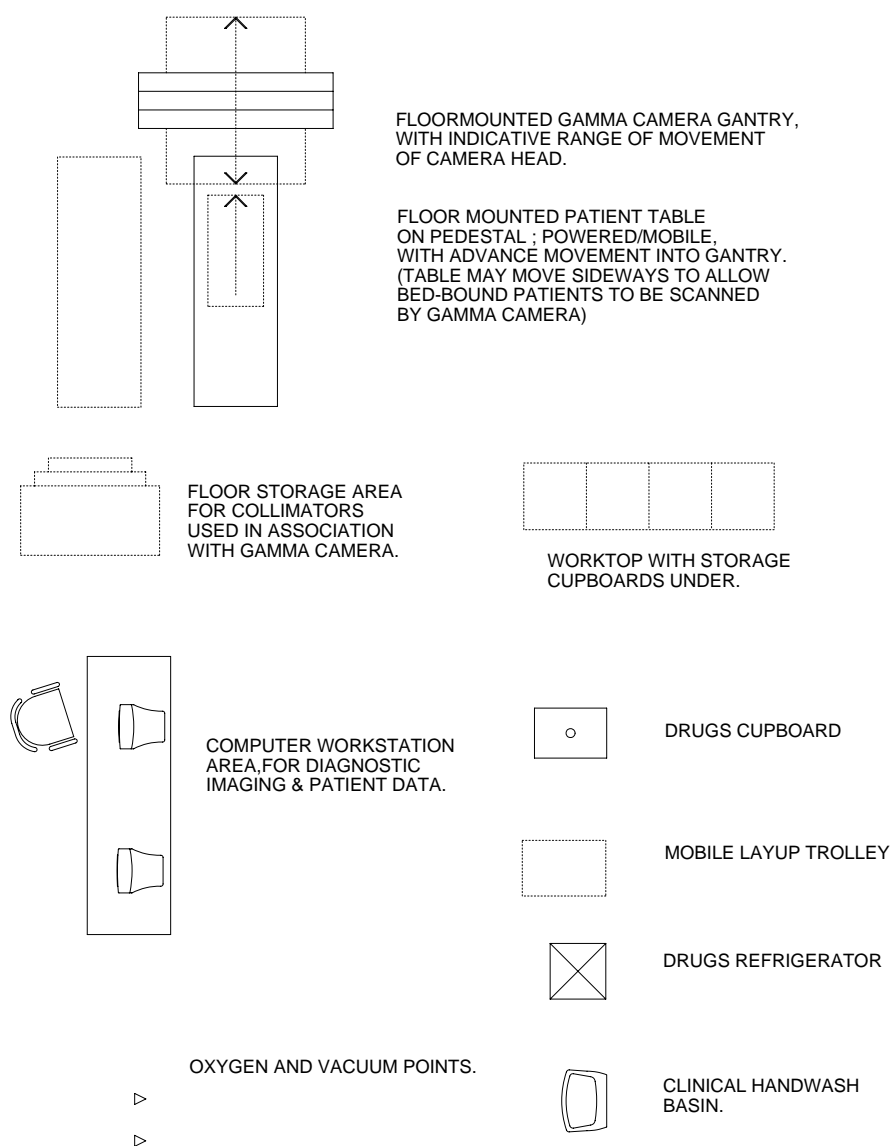 FLOORMOUNTED GAMMA CAMERA GANTRY,
WITH INDICATIVE RANGE OF MOVEMENT
OF CAMERA HEAD.
FLOOR MOUNTED PATIENT TABLE
ON PEDESTAL ; POWERED/MOBILE,
WITH ADVANCE MOVEMENT INTO GANTRY.
(TABLE MAY MOVE SIDEWAYS TO ALLOW
BED-BOUND PATIENTS TO BE SCANNED
BY GAMMA CAMERA)
FLOOR STORAGE AREA
FOR COLLIMATORS
USED IN ASSOCIATION
WITH GAMMA CAMERA.
WORKTOP WITH STORAGE
CUPBOARDS UNDER.
COMPUTER WORKSTATION
AREA,FOR DIAGNOSTIC
IMAGING & PATIENT DATA.
DRUGS CUPBOARD
MOBILE LAYUP TROLLEY
DRUGS REFRIGERATOR
OXYGEN AND VACUUM POINTS.
CLINICAL HANDWASH
BASIN.